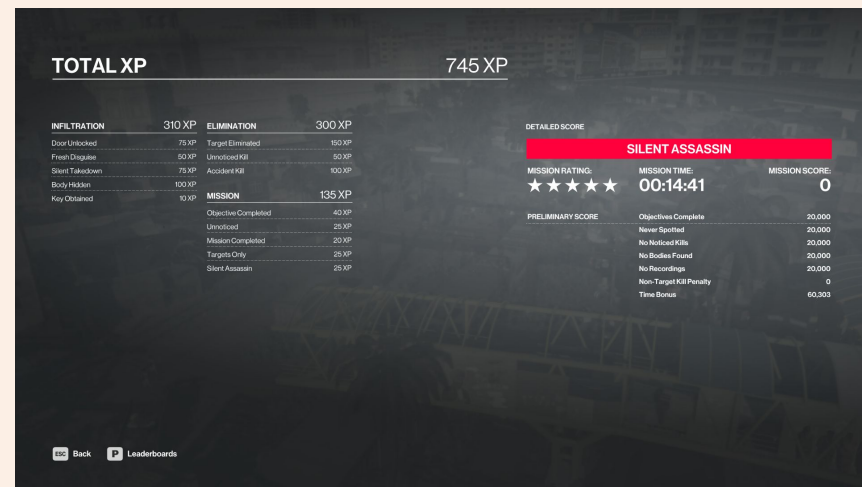 TOTAL XP 745 XP
INFILTRATION 310 XP
Door Unlocked 75 XP
Fresh Disguise 50 XP
Silent Takedown 75 XP
Body Hidden 100 XP
Key Obtained 10 XP
ELIMINATION 300 XP
Target Eliminated 150 XP
Unnoticed Kill 50 XP
Accident Kill 100 XP
MISSION 135 XP
Objective Completed 40 XP
Unnoticed 25 XP
Mission Completed 20 XP
Targets Only 25 XP
Silent Assassin 25 XP
DETAILED SCORE
SILENT ASSASSIN
MISSION RATING: MISSION TIME: MISSION SCORE:
00:14:41 0
PRELIMINARY SCORE Objectives Complete 20,000
Never Spotted 20,000
No Noticed Kills 20,000
No Bodies Found 20,000
No Recordings 20,000
Non-Target Kill Penalty 0
Time Bonus 60,303
ESC Back P Leaderboards